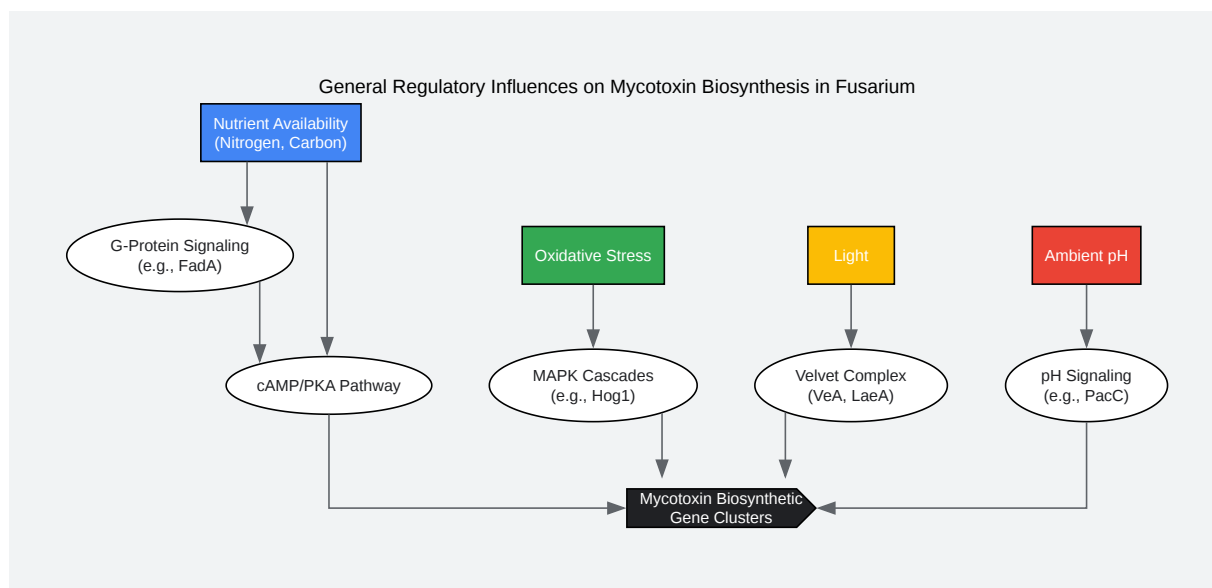 General Regulatory Influences on Mycotoxin Biosynthesis in Fusarium
Nutrient Availability
(Nitrogen, Carbon)
G-Protein Signaling
(e.g., FadA)
Oxidative Stress
Light
Ambient pH
cAMP/PKA Pathway
MAPK Cascades
(e.g., Hog1)
Velvet Complex
(VeA, LaeA)
pH Signaling
(e.g., PacC)
Mycotoxin Biosynthetic
Gene Clusters